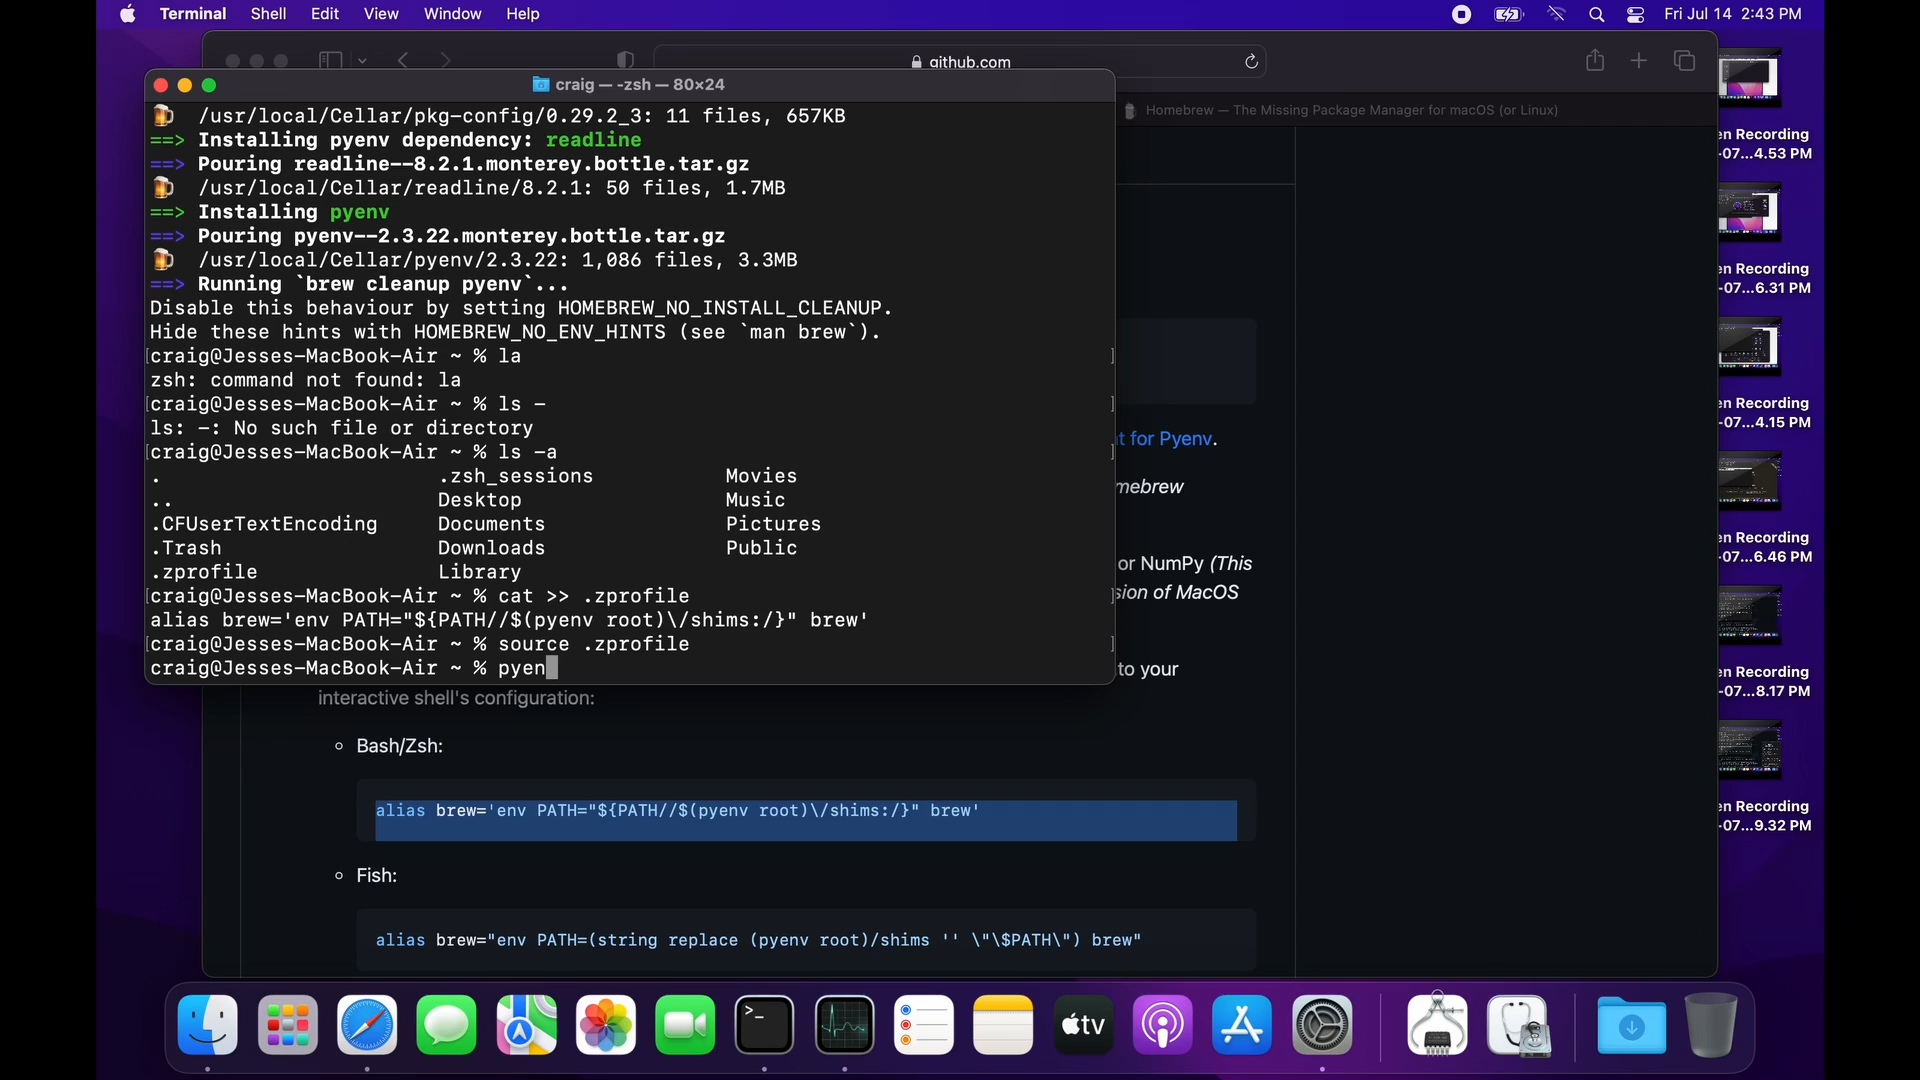 Terminal Shell Edit View Window Help Fri Jul 14 2:43 PM
github.com
craig — -zsh — 80×24
Homebrew — The Missing Package Manager for macOS (or Linux)
/usr/local/Cellar/pkg-config/0.29.2_3: 11 files, 657KB
==> Installing pyenv dependency: readline
==> Pouring readline--8.2.1.monterey.bottle.tar.gz
/usr/local/Cellar/readline/8.2.1: 50 files, 1.7MB
==> Installing pyenv
==> Pouring pyenv--2.3.22.monterey.bottle.tar.gz
/usr/local/Cellar/pyenv/2.3.22: 1,086 files, 3.3MB
==> Running `brew cleanup pyenv`...
Disable this behaviour by setting HOMEBREW_NO_INSTALL_CLEANUP.
Hide these hints with HOMEBREW_NO_ENV_HINTS (see `man brew`).
[craig@Jesses-MacBook-Air ~ % la ]
zsh: command not found: la
[craig@Jesses-MacBook-Air ~ % ls - ]
ls: -: No such file or directory
[craig@Jesses-MacBook-Air ~ % ls -a ]
. .zsh_sessions Movies
.. Desktop Music
.CFUserTextEncoding Documents Pictures
.Trash Downloads Public
.zprofile Library
[craig@Jesses-MacBook-Air ~ % cat >> .zprofile ]
alias brew='env PATH="${PATH//$(pyenv root)\/shims:/}" brew'
[craig@Jesses-MacBook-Air ~ % source .zprofile ]
craig@Jesses-MacBook-Air ~ % pyen
t for Pyenv.
mebrew
or NumPy (This
sion of MacOS
to your
interactive shell's configuration:
Bash/Zsh:
alias brew='env PATH="${PATH//$(pyenv root)\/shims:/}" brew'
Fish:
alias brew="env PATH=(string replace (pyenv root)/shims '' \"\$PATH\") brew"
en Recording
-07...4.53 PM
en Recording
-07...6.31 PM
en Recording
-07...4.15 PM
en Recording
-07...6.46 PM
en Recording
-07...8.17 PM
en Recording
-07...9.32 PM
>_
tv